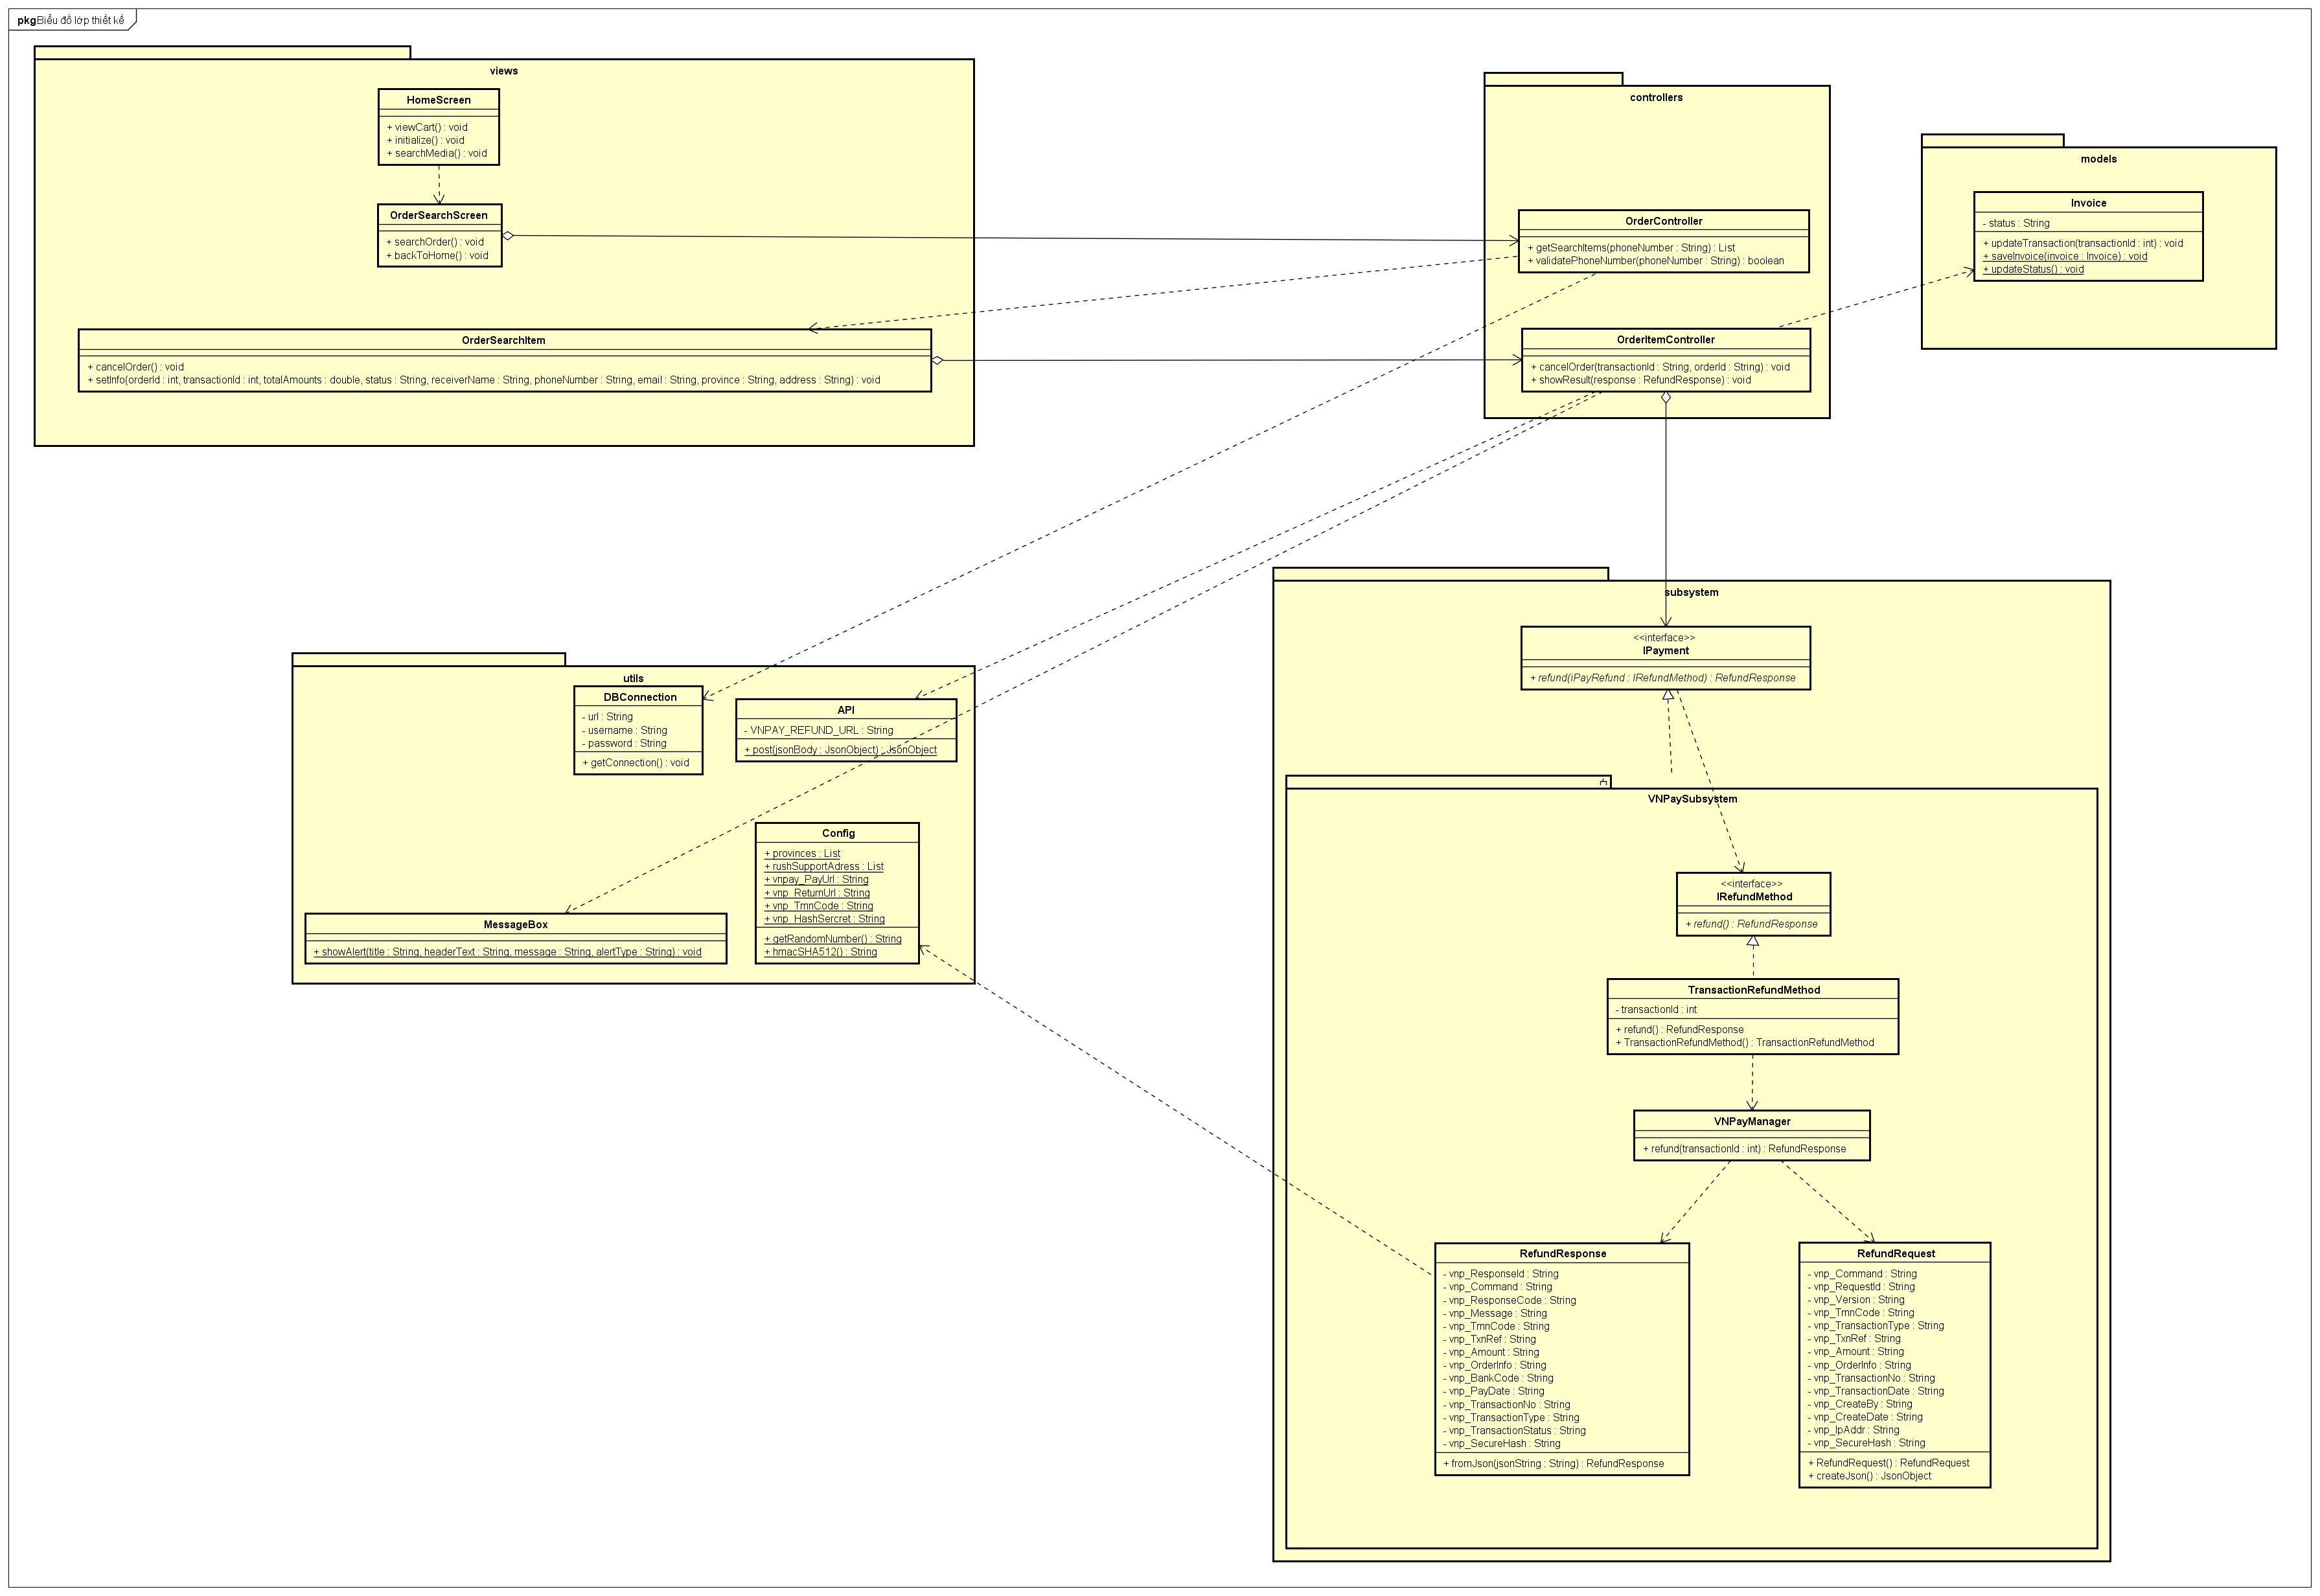 pkg Biểu đồ lớp thiết kế
views
HomeScreen
+ viewCart() : void
+ initialize() : void
+ searchMedia() : void
OrderSearchScreen
+ searchOrder() : void
+ backToHome() : void
OrderSearchItem
+ cancelOrder() : void
+ setInfo(orderId : int, transactionId : int, totalAmounts : double, status : String, receiverName : String, phoneNumber : String, email : String, province : String, address : String) : void
controllers
OrderController
+ getSearchItems(phoneNumber : String) : List
+ validatePhoneNumber(phoneNumber : String) : boolean
OrderItemController
+ cancelOrder(transactionId : String, orderId : String) : void
+ showResult(response : RefundResponse) : void
models
Invoice
- status : String
+ updateTransaction(transactionId : int) : void
+ saveInvoice(invoice : Invoice) : void
+ updateStatus() : void
utils
DBConnection
- url : String
- username : String
- password : String
+ getConnection() : void
API
- VNPAY_REFUND_URL : String
+ post(jsonBody : JsonObject) : JsonObject
Config
+ provinces : List
+ rushSupportAdress : List
+ vnpay_PayUrl : String
+ vnp_ReturnUrl : String
+ vnp_TmnCode : String
+ vnp_HashSercret : String
+ getRandomNumber() : String
+ hmacSHA512() : String
MessageBox
+ showAlert(title : String, headerText : String, message : String, alertType : String) : void
subsystem
<<interface>>
IPayment
+ refund(iPayRefund : IRefundMethod) : RefundResponse
VNPaySubsystem
<<interface>>
IRefundMethod
+ refund() : RefundResponse
TransactionRefundMethod
- transactionId : int
+ refund() : RefundResponse
+ TransactionRefundMethod() : TransactionRefundMethod
VNPayManager
+ refund(transactionId : int) : RefundResponse
RefundResponse
- vnp_ResponseId : String
- vnp_Command : String
- vnp_ResponseCode : String
- vnp_Message : String
- vnp_TmnCode : String
- vnp_TxnRef : String
- vnp_Amount : String
- vnp_OrderInfo : String
- vnp_BankCode : String
- vnp_PayDate : String
- vnp_TransactionNo : String
- vnp_TransactionType : String
- vnp_TransactionStatus : String
- vnp_SecureHash : String
+ fromJson(jsonString : String) : RefundResponse
RefundRequest
- vnp_Command : String
- vnp_RequestId : String
- vnp_Version : String
- vnp_TmnCode : String
- vnp_TransactionType : String
- vnp_TxnRef : String
- vnp_Amount : String
- vnp_OrderInfo : String
- vnp_TransactionNo : String
- vnp_TransactionDate : String
- vnp_CreateBy : String
- vnp_CreateDate : String
- vnp_IpAddr : String
- vnp_SecureHash : String
+ RefundRequest() : RefundRequest
+ createJson() : JsonObject